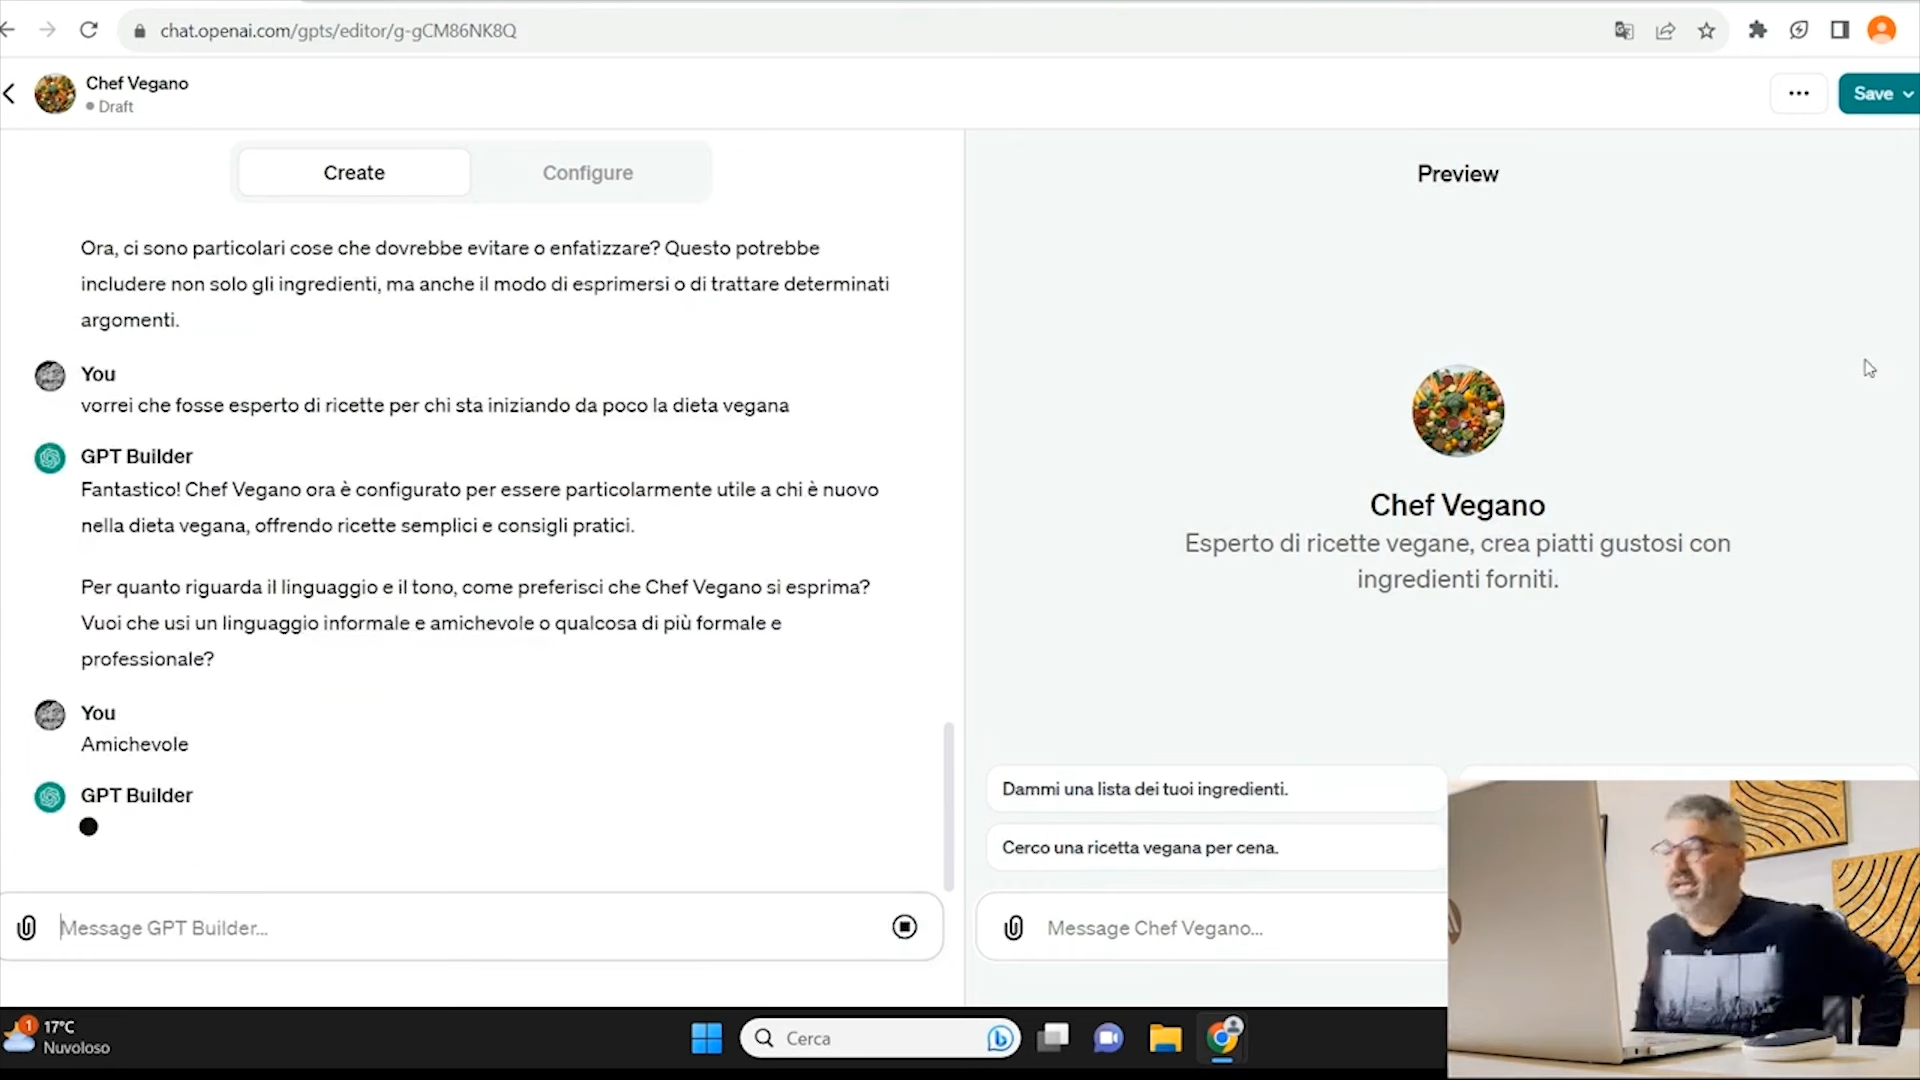 chat.openai.com/gpts/editor/g-gCM86NK8Q
Chef Vegano
Draft
Save
Create
Configure
Ora, ci sono particolari cose che dovrebbe evitare o enfatizzare? Questo potrebbe
includere non solo gli ingredienti, ma anche il modo di esprimersi o di trattare determinati
argomenti.
You
vorrei che fosse esperto di ricette per chi sta iniziando da poco la dieta vegana
GPT Builder
Fantastico! Chef Vegano ora è configurato per essere particolarmente utile a chi è nuovo
nella dieta vegana, offrendo ricette semplici e consigli pratici.
Per quanto riguarda il linguaggio e il tono, come preferisci che Chef Vegano si esprima?
Vuoi che usi un linguaggio informale e amichevole o qualcosa di più formale e
professionale?
You
Amichevole
GPT Builder
Message GPT Builder...
Preview
Chef Vegano
Esperto di ricette vegane, crea piatti gustosi con
ingredienti forniti.
Dammi una lista dei tuoi ingredienti.
Cerco una ricetta vegana per cena.
Message Chef Vegano...
1
17°C
Nuvoloso
Cerca